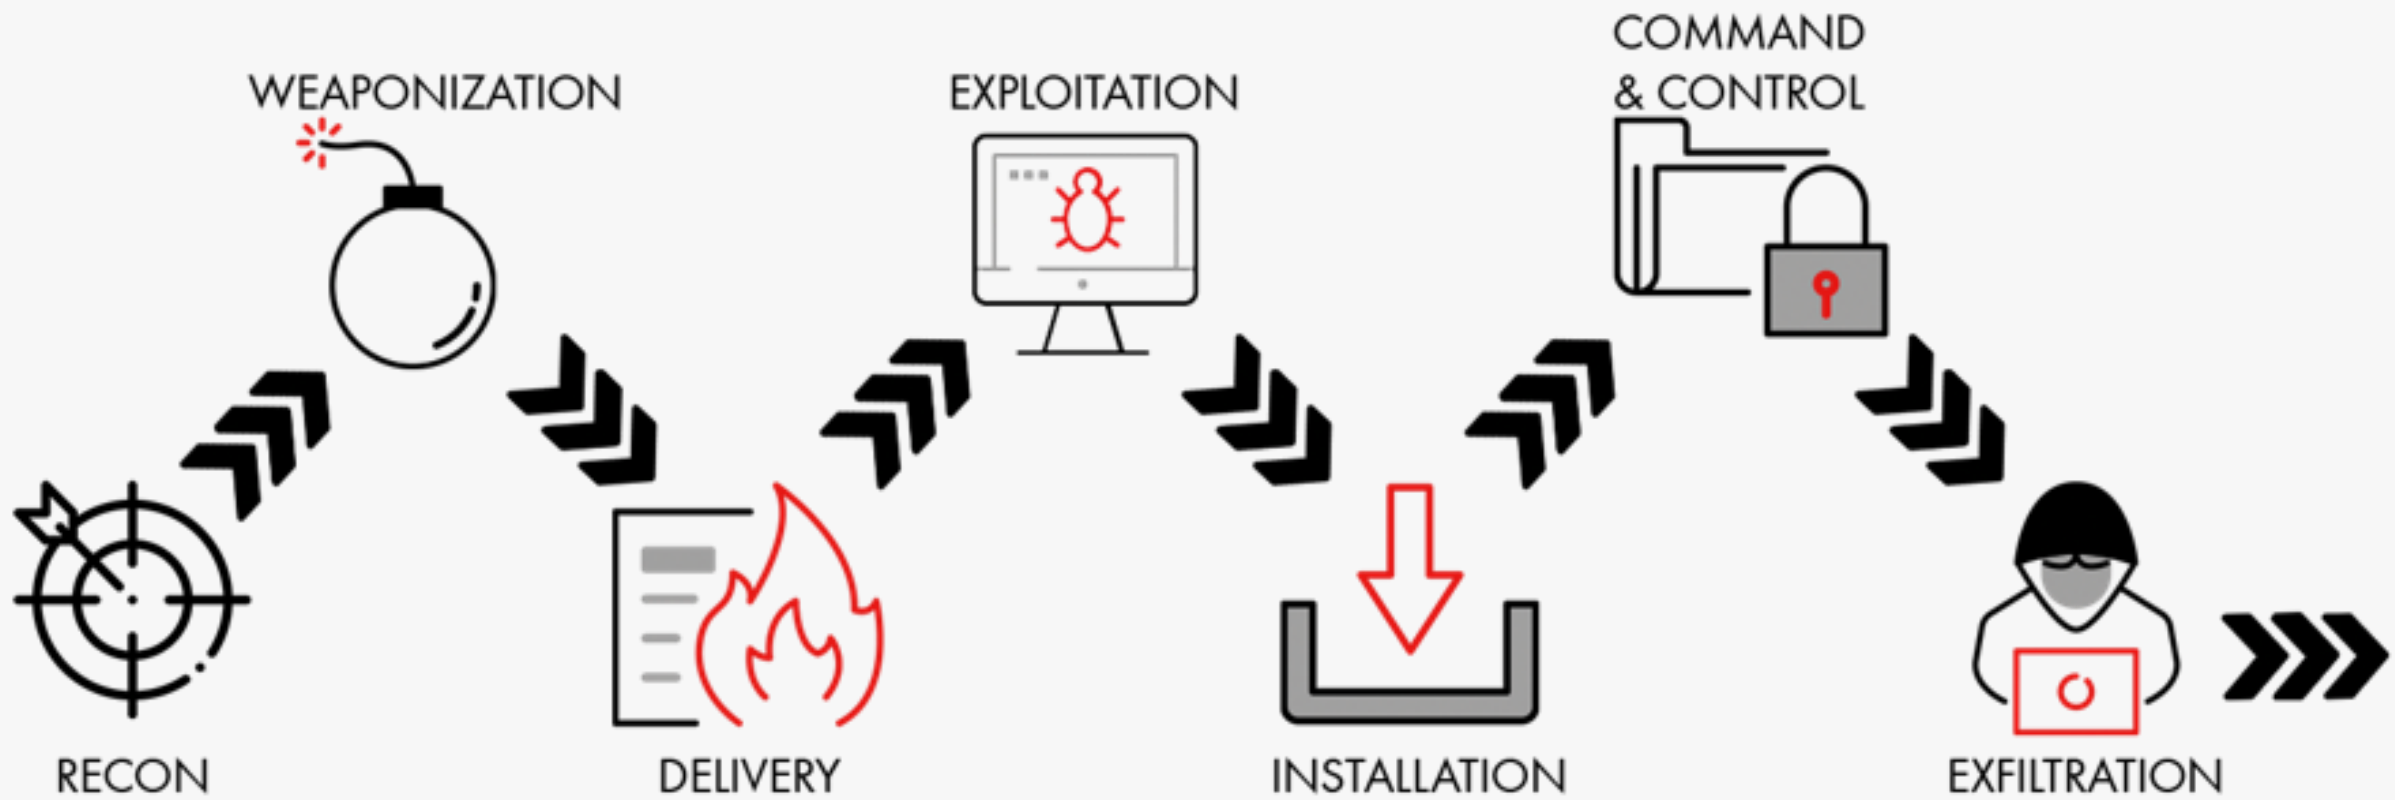 RECON
WEAPONIZATION
DELIVERY
EXPLOITATION
INSTALLATION
COMMAND
& CONTROL
EXFILTRATION